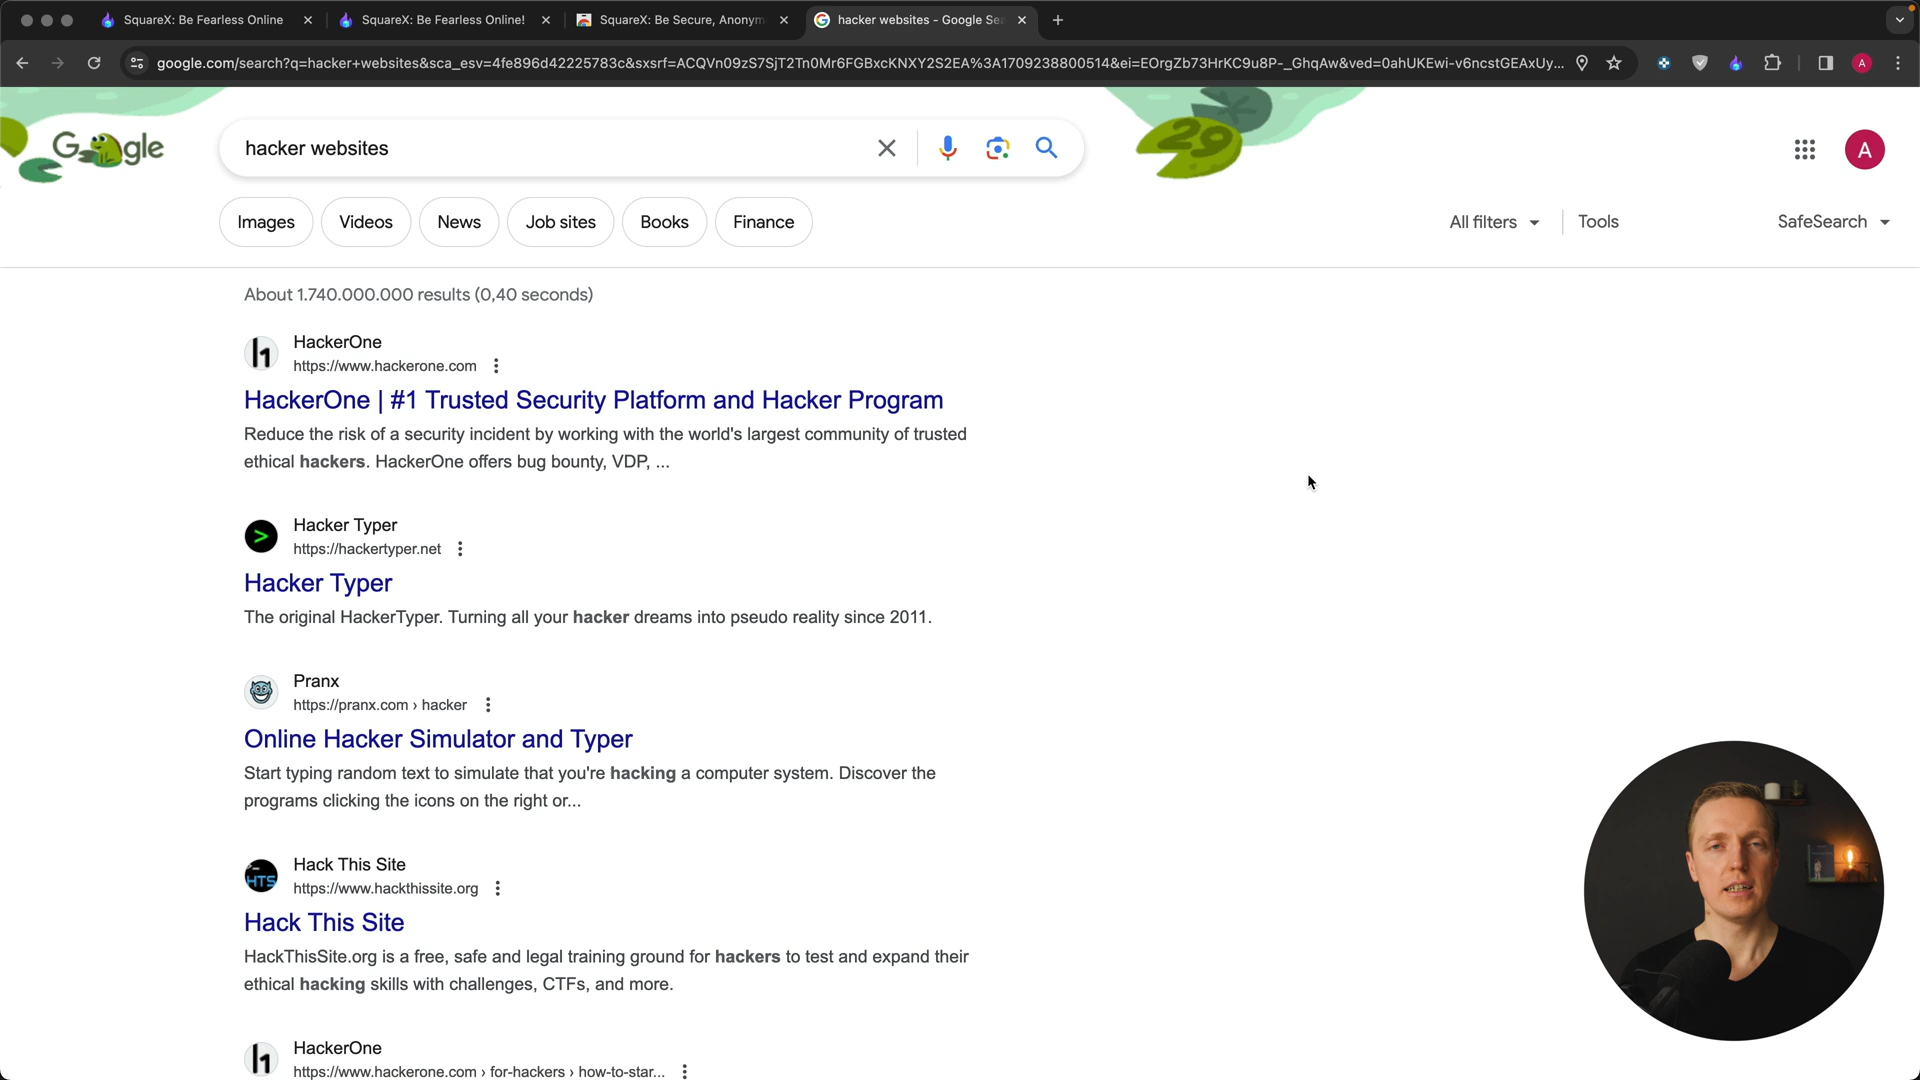 SquareX: Be Fearless Online
SquareX: Be Fearless Online!
SquareX: Be Secure, Anonym
hacker websites - Google Sea
google.com/search?q=hacker+websites&sca_esv=4fe896d42225783c&sxsrf=ACQVn09zS7SjT2Tn0Mr6FGBxcKNXY2S2EA%3A1709238800514&ei=EOrgZb73HrKC9u8P-_GhqAw&ved=0ahUKEwi-v6ncstGEAxUy...
A
Google
hacker websites
29
A
Images
Videos
News
Job sites
Books
Finance
All filters
Tools
SafeSearch
About 1.740.000.000 results (0,40 seconds)
HackerOne
https://www.hackerone.com
HackerOne | #1 Trusted Security Platform and Hacker Program
Reduce the risk of a security incident by working with the world's largest community of trusted
ethical hackers. HackerOne offers bug bounty, VDP, ...
Hacker Typer
https://hackertyper.net
Hacker Typer
The original HackerTyper. Turning all your hacker dreams into pseudo reality since 2011.
Pranx
https://pranx.com › hacker
Online Hacker Simulator and Typer
Start typing random text to simulate that you're hacking a computer system. Discover the
programs clicking the icons on the right or...
HTS
Hack This Site
https://www.hackthissite.org
Hack This Site
HackThisSite.org is a free, safe and legal training ground for hackers to test and expand their
ethical hacking skills with challenges, CTFs, and more.
HackerOne
https://www.hackerone.com › for-hackers › how-to-star...